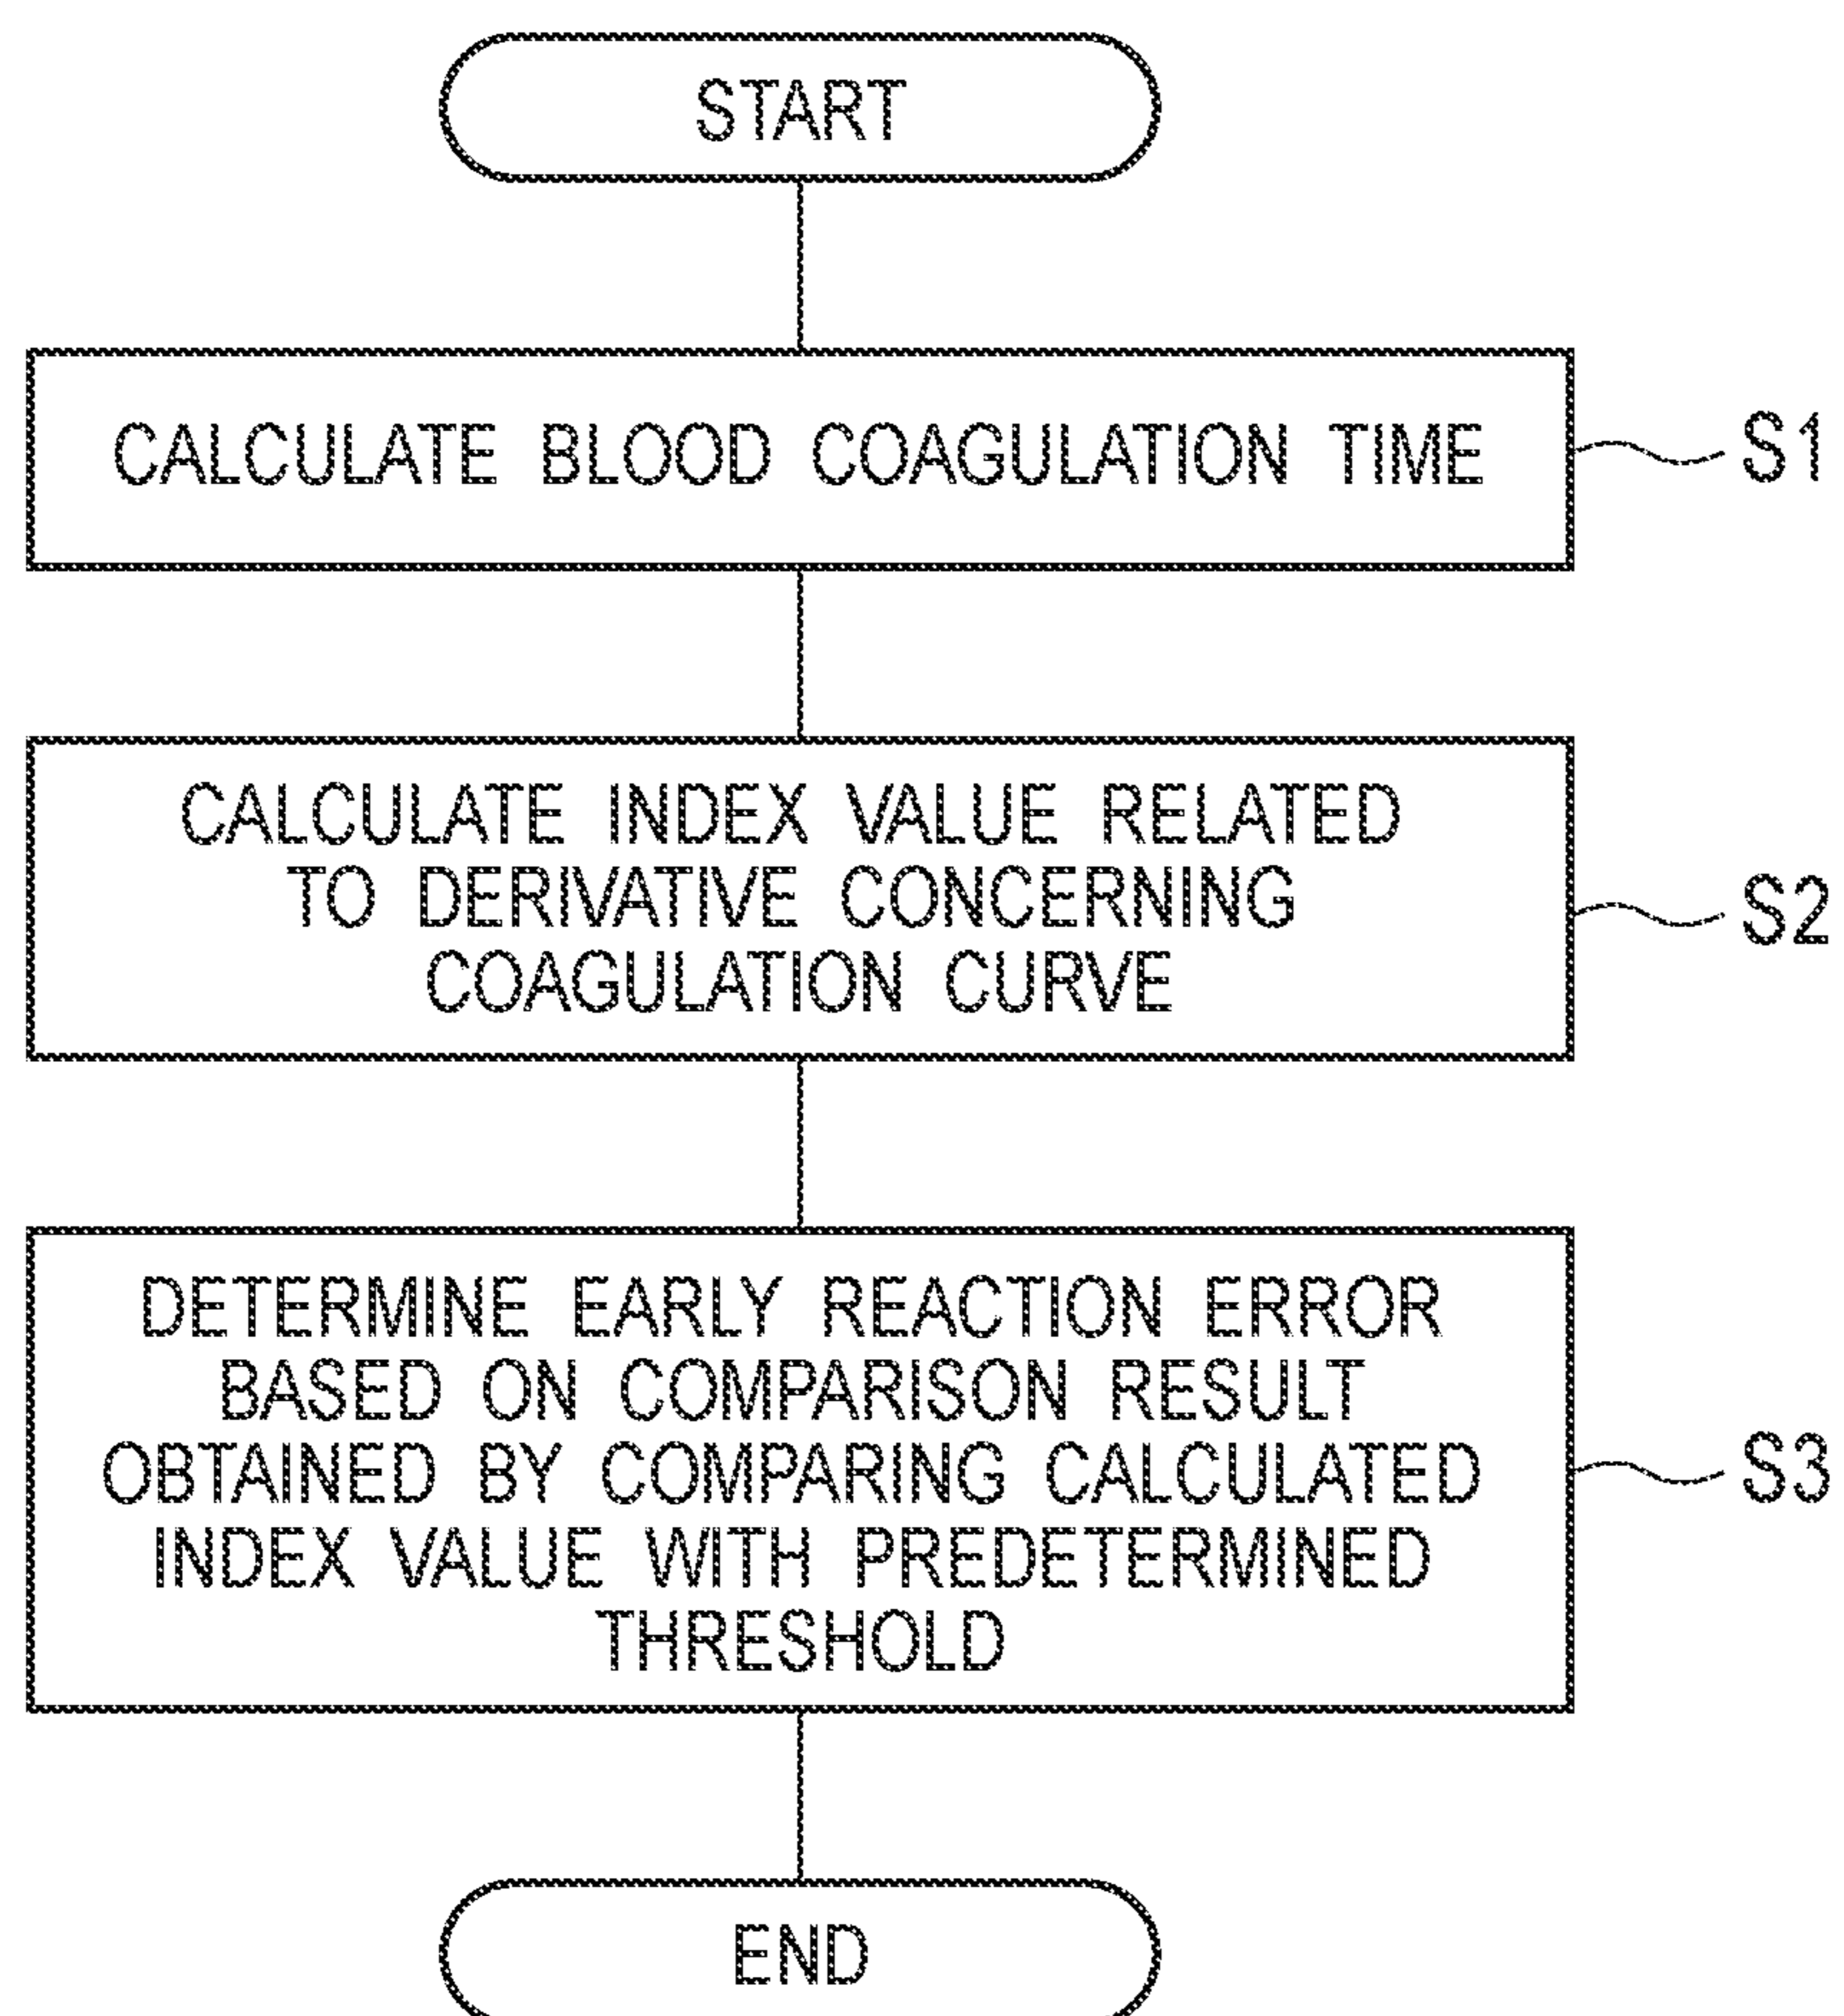 START
CALCULATE BLOOD COAGULATION TIME
S1
CALCULATE INDEX VALUE RELATED
TO DERIVATIVE CONCERNING
COAGULATION CURVE
S2
DETERMINE EARLY REACTION ERROR
BASED ON COMPARISON RESULT
OBTAINED BY COMPARING CALCULATED
INDEX VALUE WITH PREDETERMINED
THRESHOLD
S3
END